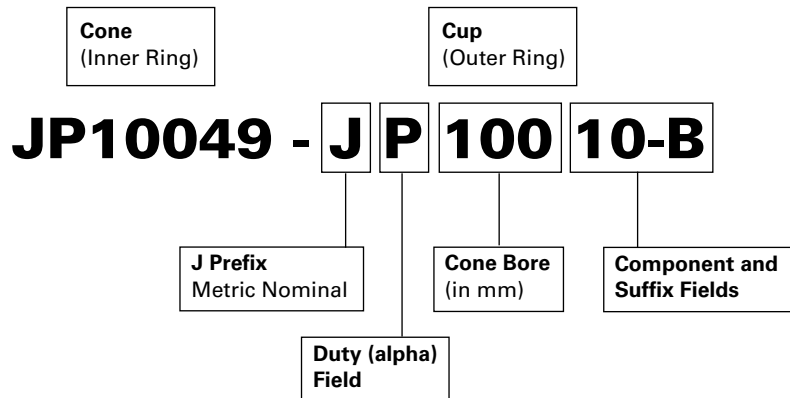 Cone
(Inner Ring)
Cup
(Outer Ring)
JP10049 - J P 100 10-B
J Prefix
Metric Nominal
Cone Bore
(in mm)
Component and
Suffix Fields
Duty (alpha)
Field